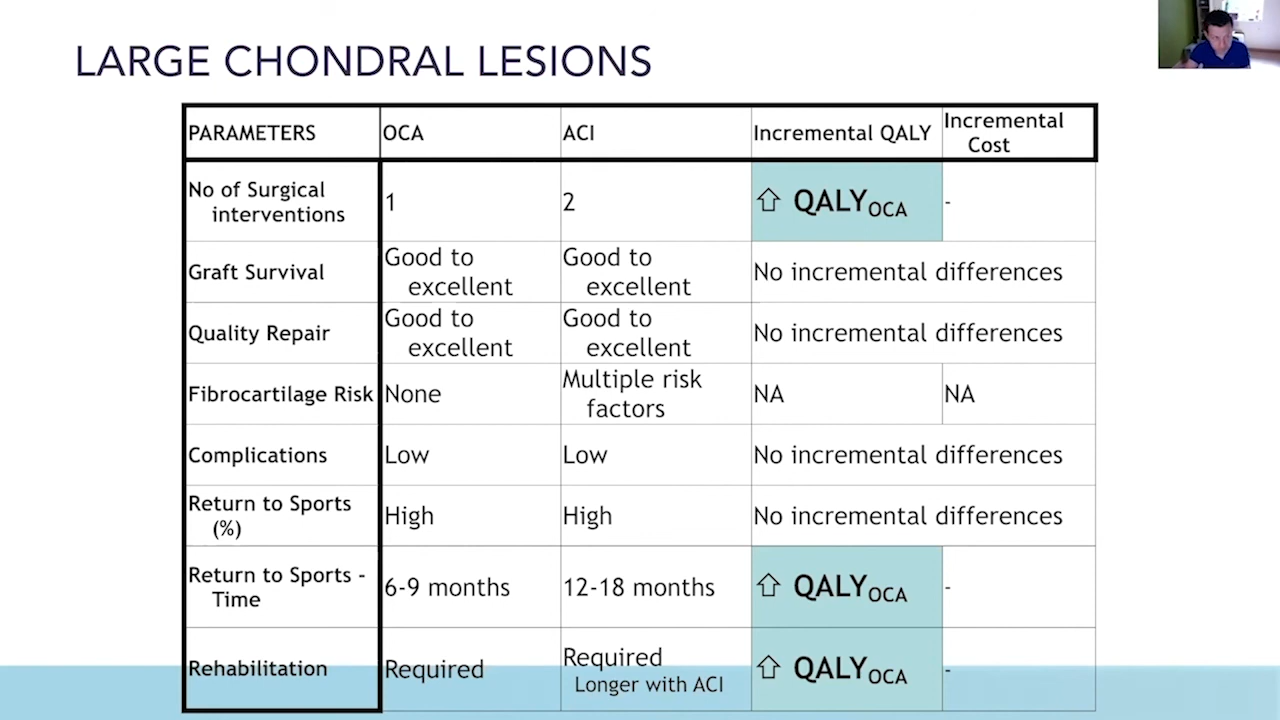 LARGE CHONDRAL LESIONS
PARAMETERS OCA ACI Incremental QALY Incremental
Cost
No of Surgical
interventions 1 2 ⇧ QALYOCA -
Graft Survival Good to
excellent Good to
excellent No incremental differences
Quality Repair Good to
excellent Good to
excellent No incremental differences
Fibrocartilage Risk None Multiple risk
factors NA NA
Complications Low Low No incremental differences
Return to Sports
(%) High High No incremental differences
Return to Sports -
Time 6-9 months 12-18 months ⇧ QALYOCA -
Rehabilitation Required Required
Longer with ACI ⇧ QALYOCA -